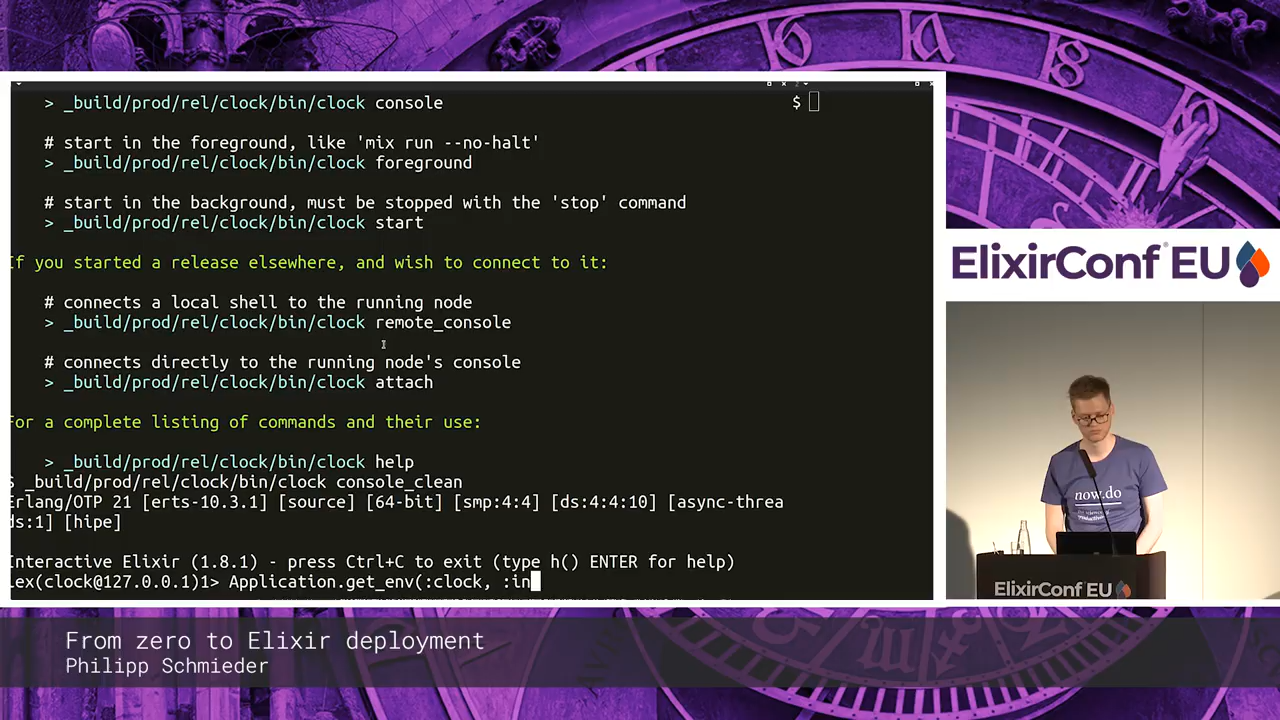 > _build/prod/rel/clock/bin/clock console
# start in the foreground, like 'mix run --no-halt'
> _build/prod/rel/clock/bin/clock foreground
# start in the background, must be stopped with the 'stop' command
> _build/prod/rel/clock/bin/clock start
If you started a release elsewhere, and wish to connect to it:
# connects a local shell to the running node
> _build/prod/rel/clock/bin/clock remote_console
# connects directly to the running node's console
> _build/prod/rel/clock/bin/clock attach
For a complete listing of commands and their use:
> _build/prod/rel/clock/bin/clock help
$ _build/prod/rel/clock/bin/clock console_clean
Erlang/OTP 21 [erts-10.3.1] [source] [64-bit] [smp:4:4] [ds:4:4:10] [async-threa
ds:1] [hipe]
Interactive Elixir (1.8.1) - press Ctrl+C to exit (type h() ENTER for help)
iex(clock@127.0.0.1)1> Application.get_env(:clock, :in
$
ElixirConf® EU
now.do
ElixirConf EU
From zero to Elixir deployment
Philipp Schmieder